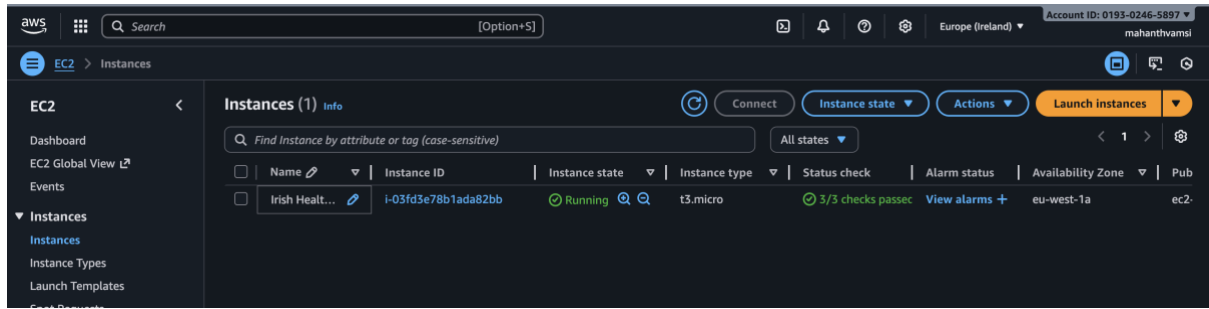 aws
Search [Option+S]
Europe (Ireland)
Account ID: 0193-0246-5897
mahanthvamsi
EC2 > Instances
EC2
Dashboard
EC2 Global View
Events
Instances
Instances
Instance Types
Launch Templates
Instances (1) Info
Connect
Instance state
Actions
Launch instances
Find Instance by attribute or tag (case-sensitive)
All states
1
Name Instance ID Instance state Instance type Status check Alarm status Availability Zone Pub
Irish Healt... i-03fd3e78b1ada82bb Running t3.micro 3/3 checks passec View alarms + eu-west-1a ec2-